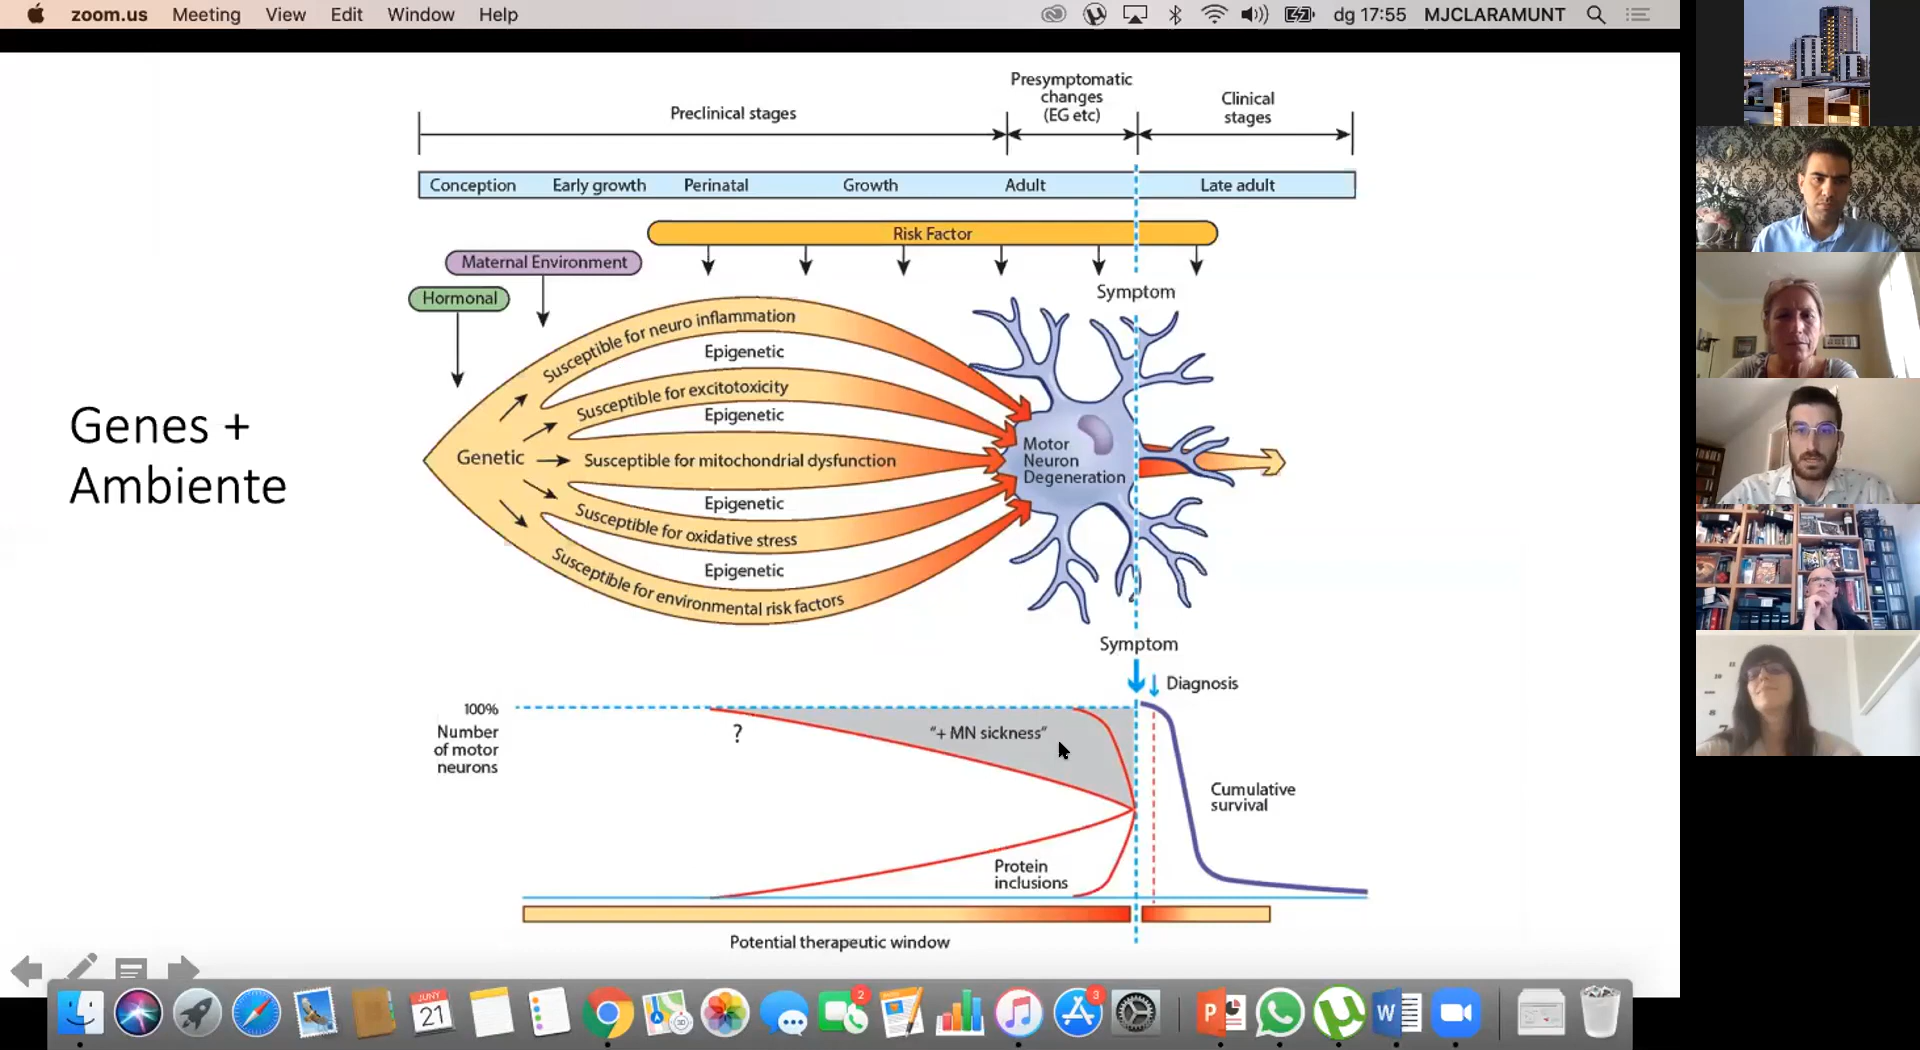 zoom.us Meeting View Edit Window Help dg 17:55 MJCLARAMUNT
Preclinical stages
Presymptomatic
changes
(EG etc)
Clinical
stages
Conception Early growth Perinatal Growth Adult Late adult
Risk Factor
Maternal Environment
Hormonal
Symptom
Susceptible for neuro inflammation
Epigenetic
Susceptible for excitotoxicity
Epigenetic
Genes +
Ambiente
Genetic
Susceptible for mitochondrial dysfunction
Motor
Neuron
Degeneration
Epigenetic
Susceptible for oxidative stress
Epigenetic
Susceptible for environmental risk factors
Symptom
Diagnosis
100%
Number
of motor
neurons
?
"+ MN sickness"
Cumulative
survival
Protein
inclusions
Potential therapeutic window
JUNY
21
2
3